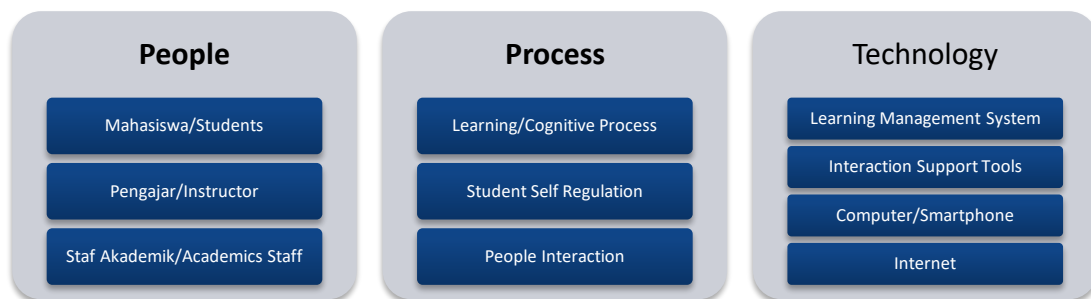 People
Mahasiswa/Students
Pengajar/Instructor
Staf Akademik/Academics Staff
Process
Learning/Cognitive Process
Student Self Regulation
People Interaction
Technology
Learning Management System
Interaction Support Tools
Computer/Smartphone
Internet